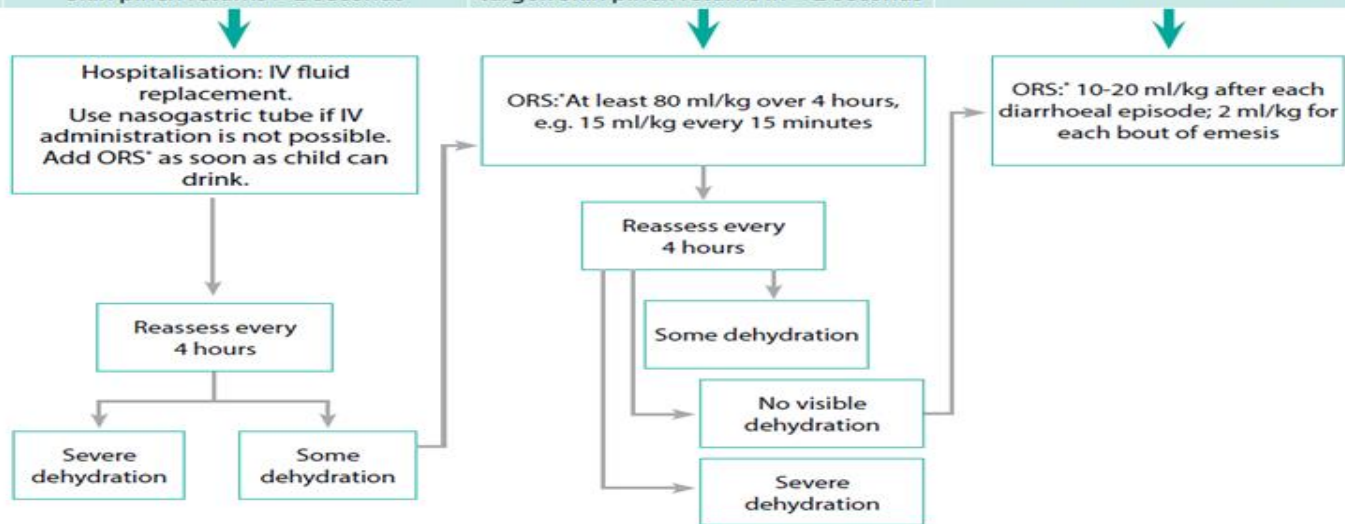 Hospitalisation: IV fluid
replacement.
Use nasogastric tube if IV
administration is not possible.
Add ORS* as soon as child can
drink.
ORS:*At least 80 ml/kg over 4 hours,
e.g. 15 ml/kg every 15 minutes
ORS:* 10-20 ml/kg after each
diarrhoeal episode; 2 ml/kg for
each bout of emesis
Reassess every
4 hours
Reassess every
4 hours
Some dehydration
No visible
dehydration
Severe
dehydration
Some
dehydration
Severe
dehydration